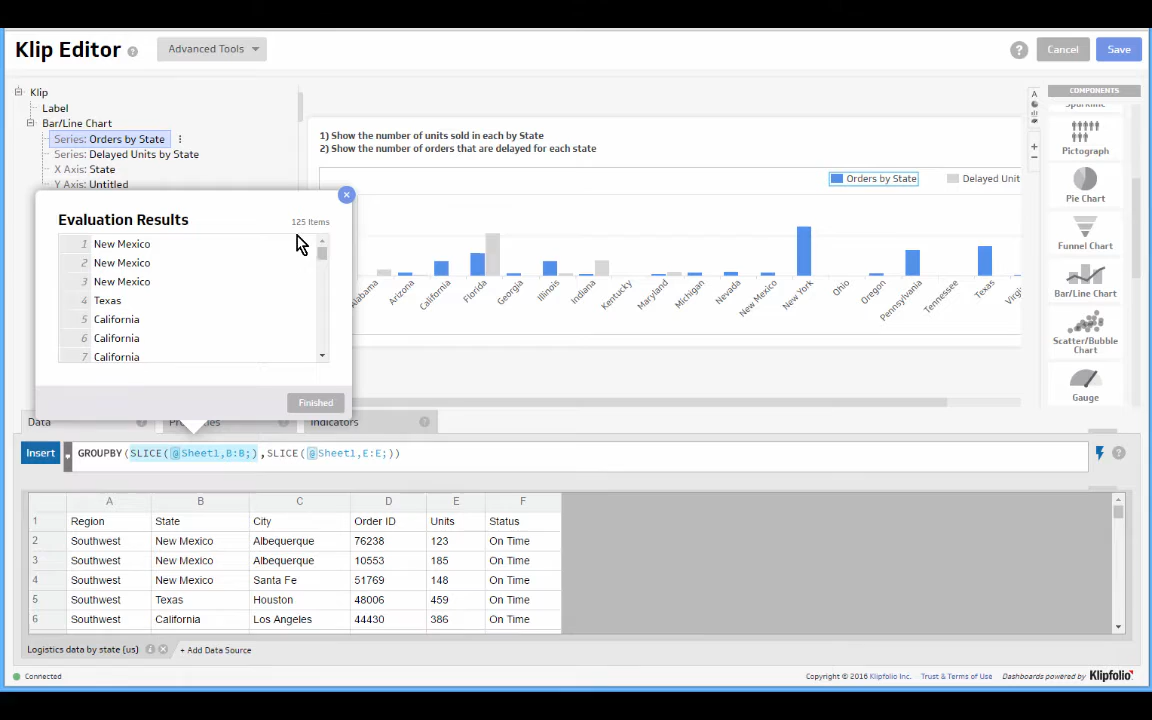 Klip Editor ?
Advanced Tools
?
Cancel
Save
Klip
Label
Bar/Line Chart
Series: Orders by State
Series: Delayed Units by State
X Axis: State
Y Axis: Untitled
1) Show the number of units sold in each by State
2) Show the number of orders that are delayed for each state
Orders by State
Delayed Unit
Alabama
Arizona
California
Florida
Georgia
Illinois
Indiana
Kentucky
Maryland
Michigan
Nevada
New Mexico
New York
Ohio
Oregon
Pennsylvania
Tennessee
Texas
Virgi
A
+
−
COMPONENTS
Sparkline
Pictograph
Pie Chart
Funnel Chart
Bar/Line Chart
Scatter/Bubble
Chart
Gauge
Evaluation Results
125 Items
1 New Mexico
2 New Mexico
3 New Mexico
4 Texas
5 California
6 California
7 California
Finished
Data ?
Properties ?
Indicators ?
Insert
GROUPBY(SLICE(@Sheet1,B:B;),SLICE(@Sheet1,E:E;))
?
A B C D E F
1 Region State City Order ID Units Status
2 Southwest New Mexico Albequerque 76238 123 On Time
3 Southwest New Mexico Albequerque 10553 185 On Time
4 Southwest New Mexico Santa Fe 51769 148 On Time
5 Southwest Texas Houston 48006 459 On Time
6 Southwest California Los Angeles 44430 386 On Time
Logistics data by state (us)
+ Add Data Source
Connected
Copyright © 2016 Klipfolio Inc.
Trust & Terms of Use
Dashboards powered by Klipfolio